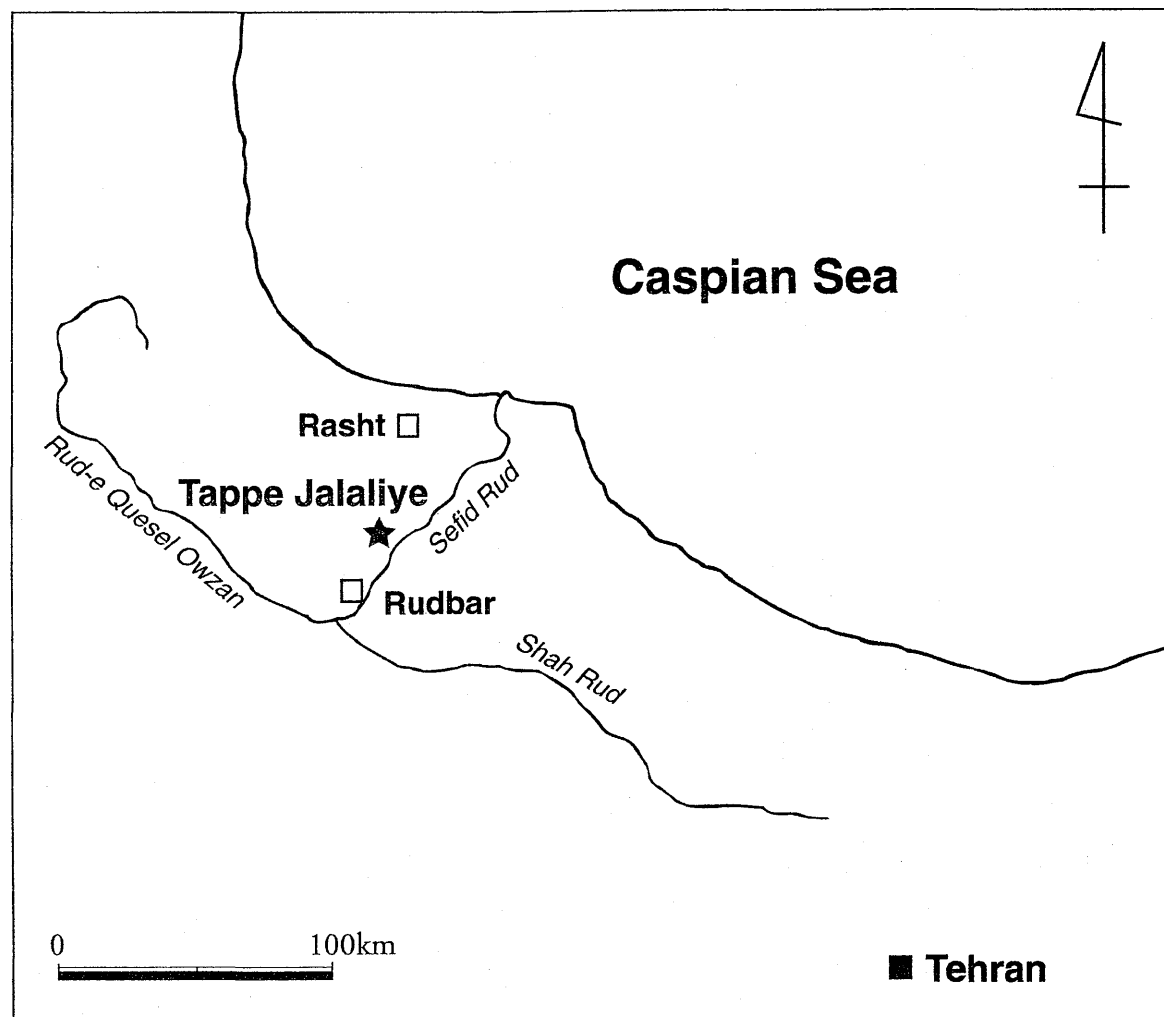 Caspian Sea
Rasht
Tappe Jalaliye
Rud-e Quesel Owzan
Sefid Rud
Rudbar
Shah Rud
0 100km
Tehran